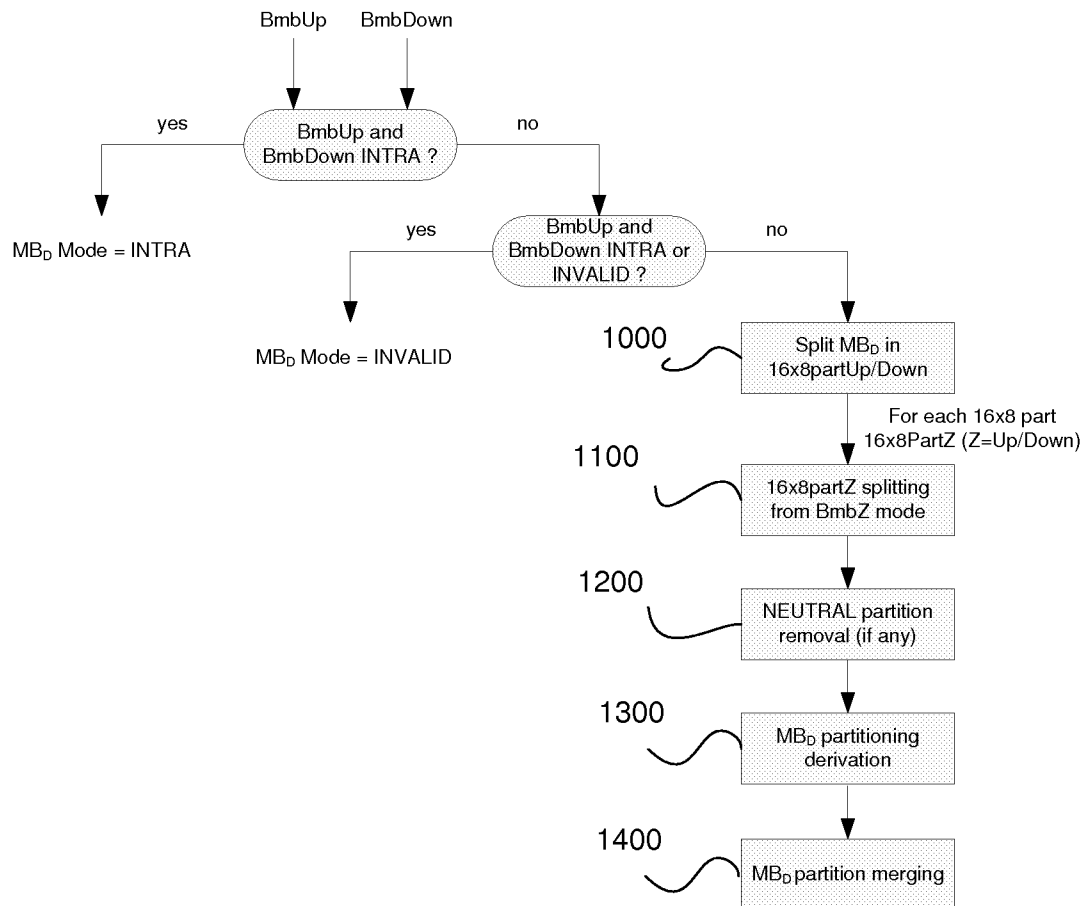 BmbUp BmbDown
yes
BmbUp and
BmbDown INTRA ?
no
MBD Mode = INTRA
yes
BmbUp and
BmbDown INTRA or
INVALID ?
no
MBD Mode = INVALID
1000
Split MBD in
16x8partUp/Down
For each 16x8 part
16x8PartZ (Z=Up/Down)
1100
16x8partZ splitting
from BmbZ mode
1200
NEUTRAL partition
removal (if any)
1300
MBD partitioning
derivation
1400
MBD partition merging